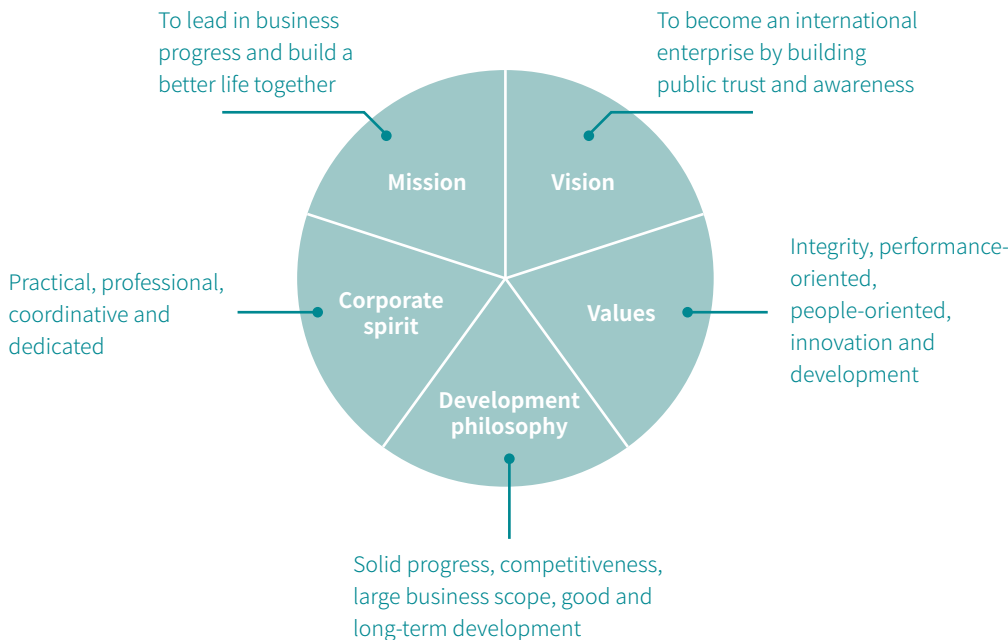 To lead in business
progress and build a
better life together
To become an international
enterprise by building
public trust and awareness
Mission
Vision
Practical, professional,
coordinative and
dedicated
Corporate
spirit
Values
Integrity, performance-
oriented,
people-oriented,
innovation and
development
Development
philosophy
Solid progress, competitiveness,
large business scope, good and
long-term development